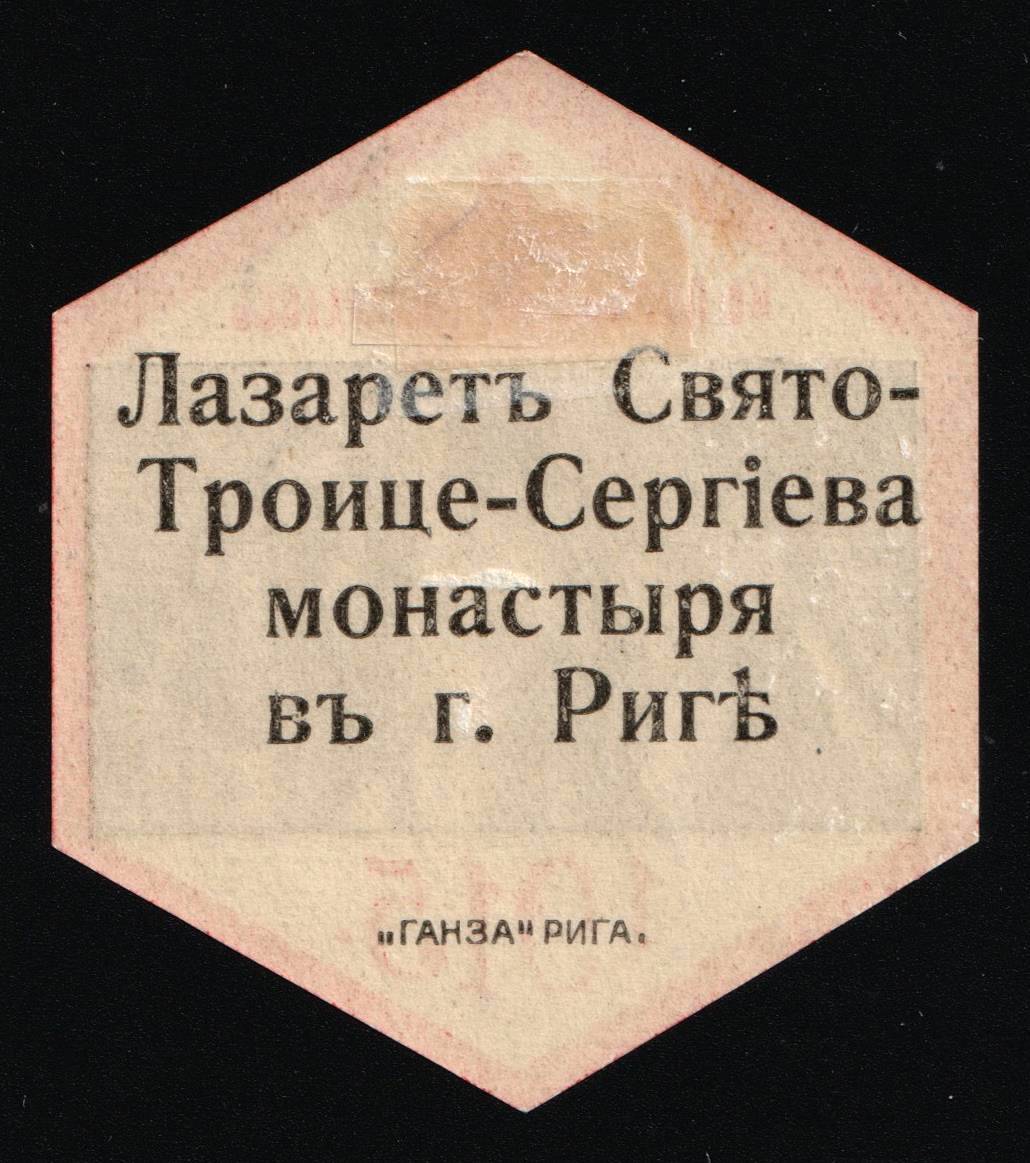 Лазаретъ Свято-
Троице-Сергіева
монастыря
въ г. Ригѣ
"ГАНЗА" РИГА.